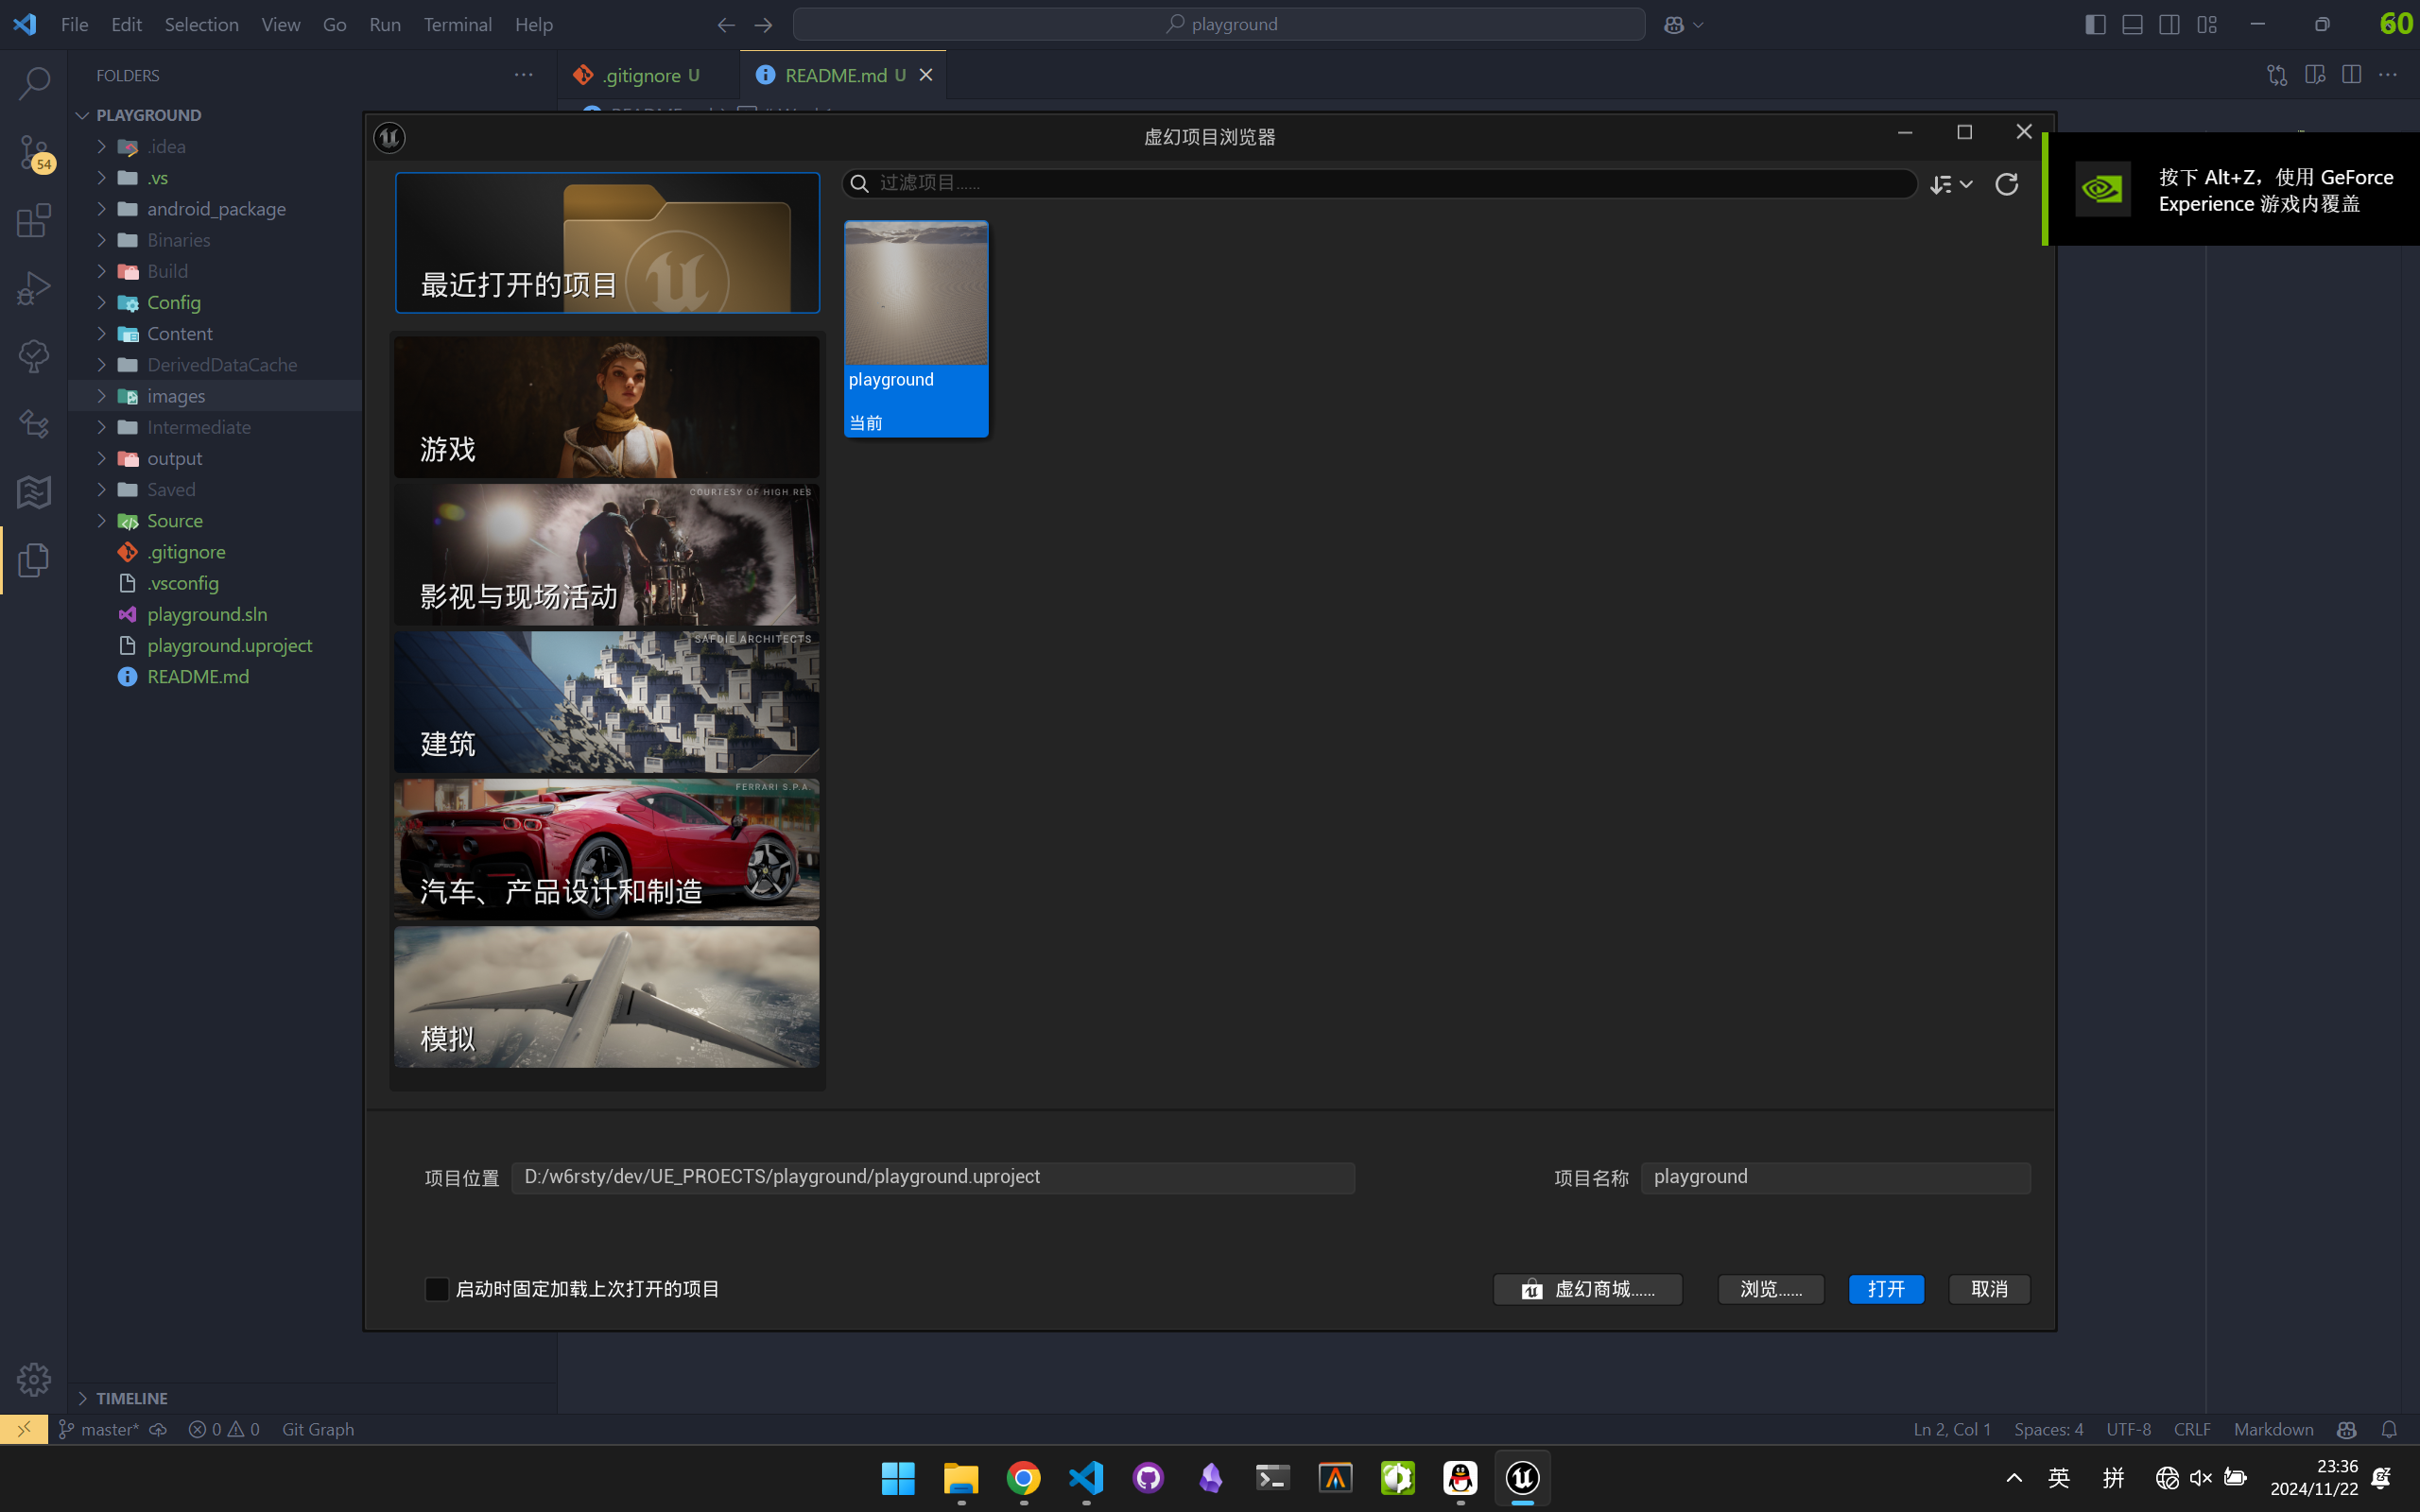 File Edit Selection View Go Run Terminal Help
playground
60
FOLDERS
.gitignore U
README.md U
PLAYGROUND
.idea
.vs
android_package
Binaries
Build
Config
Content
DerivedDataCache
images
Intermediate
output
Saved
Source
.gitignore
.vsconfig
playground.sln
playground.uproject
README.md
54
虚幻项目浏览器
最近打开的项目
过滤项目......
playground
当前
游戏
COURTESY OF HIGH RES
影视与现场活动
SAFDIE ARCHITECTS
建筑
FERRARI S.P.A.
汽车、产品设计和制造
模拟
按下 Alt+Z，使用 GeForce
Experience 游戏内覆盖
项目位置 D:/w6rsty/dev/UE_PROECTS/playground/playground.uproject
项目名称 playground
启动时固定加载上次打开的项目
虚幻商城......
浏览......
打开
取消
TIMELINE
master* 0 0 Git Graph
Ln 2, Col 1 Spaces: 4 UTF-8 CRLF Markdown
英 拼
23:36
2024/11/22